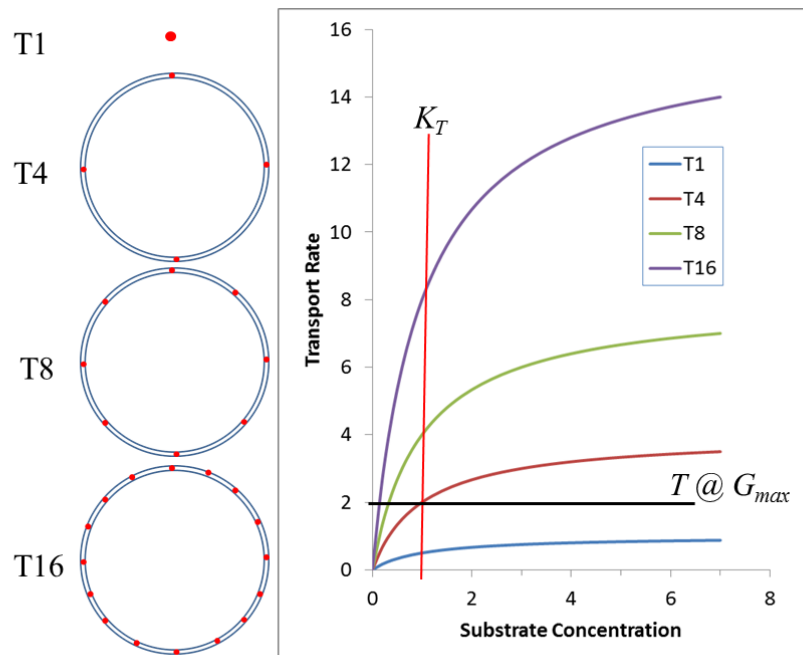 T1
T4
T8
T16
16
14
12
10
8
6
4
2
0
Transport Rate
K_T
T1
T4
T8
T16
T @ G_max
0
2
4
6
8
Substrate Concentration